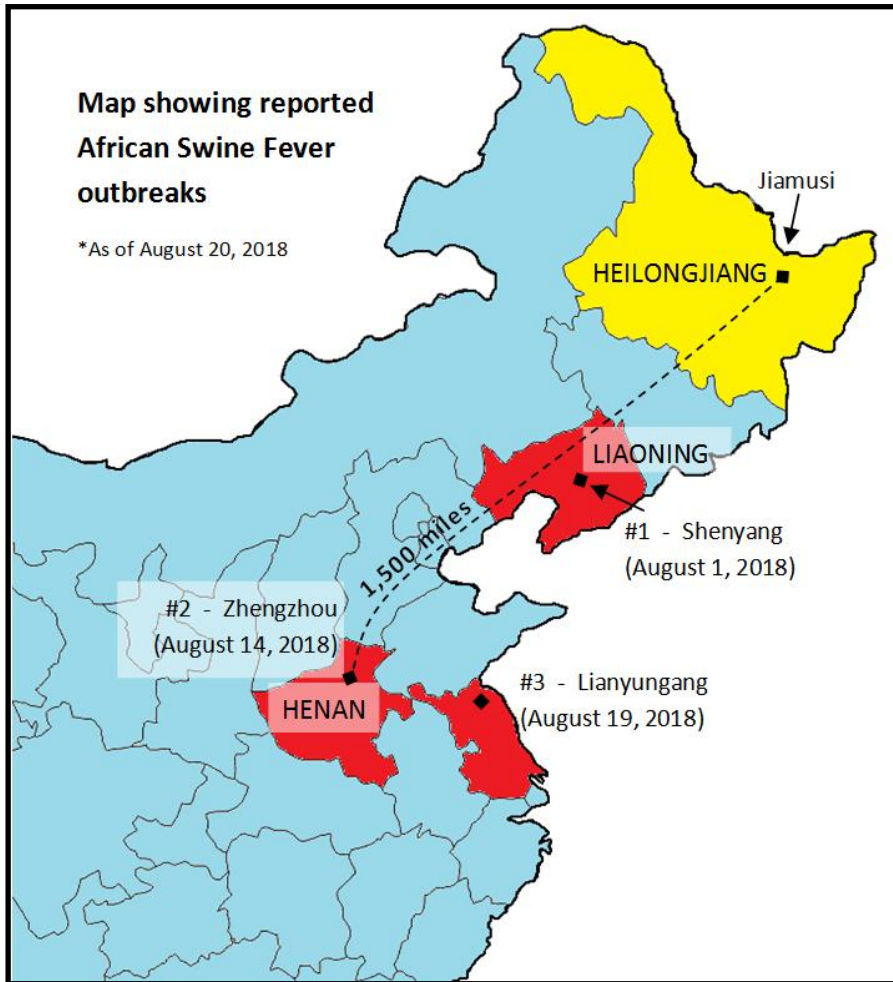 Map showing reported
African Swine Fever
outbreaks
*As of August 20, 2018
Jiamusi
HEILONGJIANG
LIAONING
#1 - Shenyang
(August 1, 2018)
1,500 miles
#2 - Zhengzhou
(August 14, 2018)
HENAN
#3 - Lianyungang
(August 19, 2018)